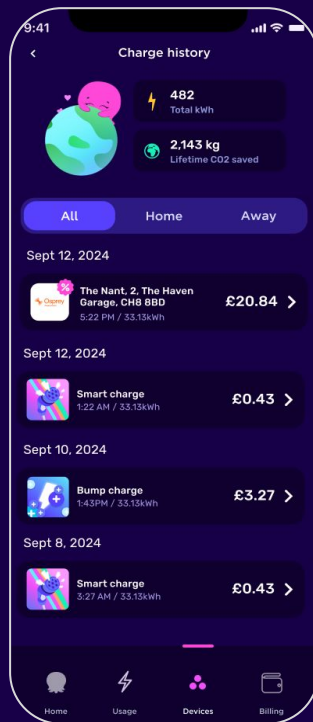 9:41
Charge history
482
Total kWh
2,143 kg
Lifetime CO2 saved
All
Home
Away
Sept 12, 2024
Osprey
The Nant, 2, The Haven
Garage, CH8 8BD
5:22 PM / 33.13kWh
£20.84
Sept 12, 2024
Smart charge
1:22 AM / 33.13kWh
£0.43
Sept 10, 2024
Bump charge
1:43PM / 33.13kWh
£3.27
Sept 8, 2024
Smart charge
3:27 AM / 33.13kWh
£0.43
Home
Usage
Devices
Billing